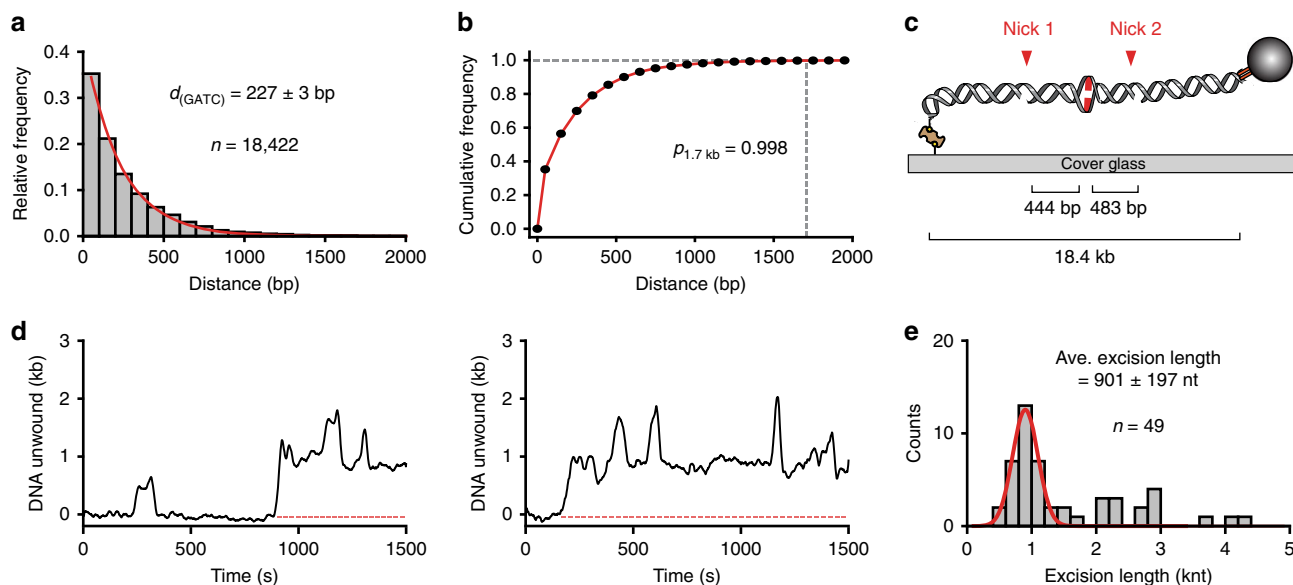 a
Relative frequency
0.4
0.3
0.2
0.1
0.0
d(GATC) = 227 ± 3 bp
n = 18,422
0
500
1000
1500
2000
Distance (bp)
b
Cumulative frequency
1.0
0.8
0.6
0.4
0.2
0.0
p1.7 kb = 0.998
0
500
1000
1500
2000
Distance (bp)
c
Nick 1
Nick 2
Cover glass
444 bp
483 bp
18.4 kb
d
DNA unwound (kb)
3
2
1
0
0
500
1000
1500
Time (s)
DNA unwound (kb)
3
2
1
0
0
500
1000
1500
Time (s)
e
Counts
20
10
0
Ave. excision length
= 901 ± 197 nt
n = 49
0
1
2
3
4
5
Excision length (knt)